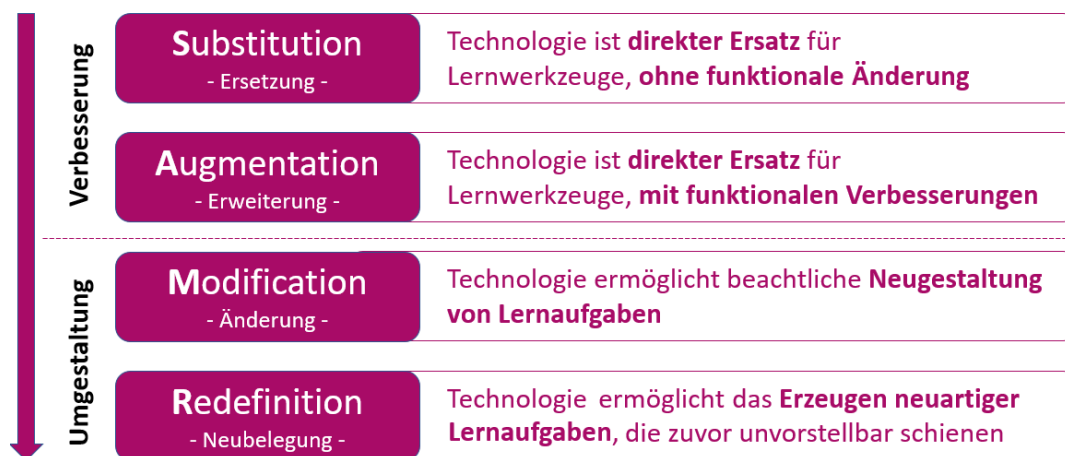 Verbesserung
Substitution
- Ersetzung -
Technologie ist direkter Ersatz für
Lernwerkzeuge, ohne funktionale Änderung
Augmentation
- Erweiterung -
Technologie ist direkter Ersatz für
Lernwerkzeuge, mit funktionalen Verbesserungen
Umgestaltung
Modification
- Änderung -
Technologie ermöglicht beachtliche Neugestaltung
von Lernaufgaben
Redefinition
- Neubelegung -
Technologie ermöglicht das Erzeugen neuartiger
Lernaufgaben, die zuvor unvorstellbar schienen